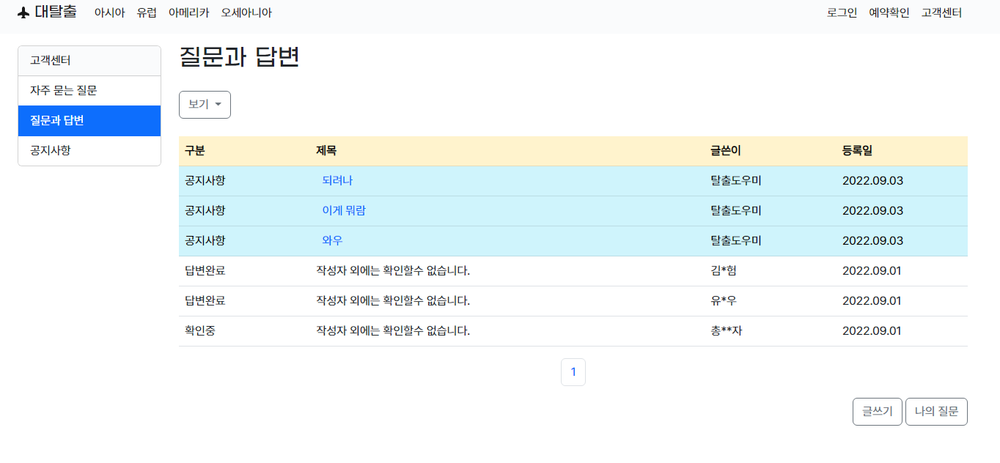 대탈출 아시아 유럽 아메리카 오세아니아 로그인 예약확인 고객센터
고객센터
자주 묻는 질문
질문과 답변
공지사항
질문과 답변
보기
구분 제목 글쓴이 등록일
공지사항 되려나 탈출도우미 2022.09.03
공지사항 이게 뭐람 탈출도우미 2022.09.03
공지사항 와우 탈출도우미 2022.09.03
답변완료 작성자 외에는 확인할수 없습니다. 김*험 2022.09.01
답변완료 작성자 외에는 확인할수 없습니다. 유*우 2022.09.01
확인중 작성자 외에는 확인할수 없습니다. 총**자 2022.09.01
1
글쓰기 나의 질문